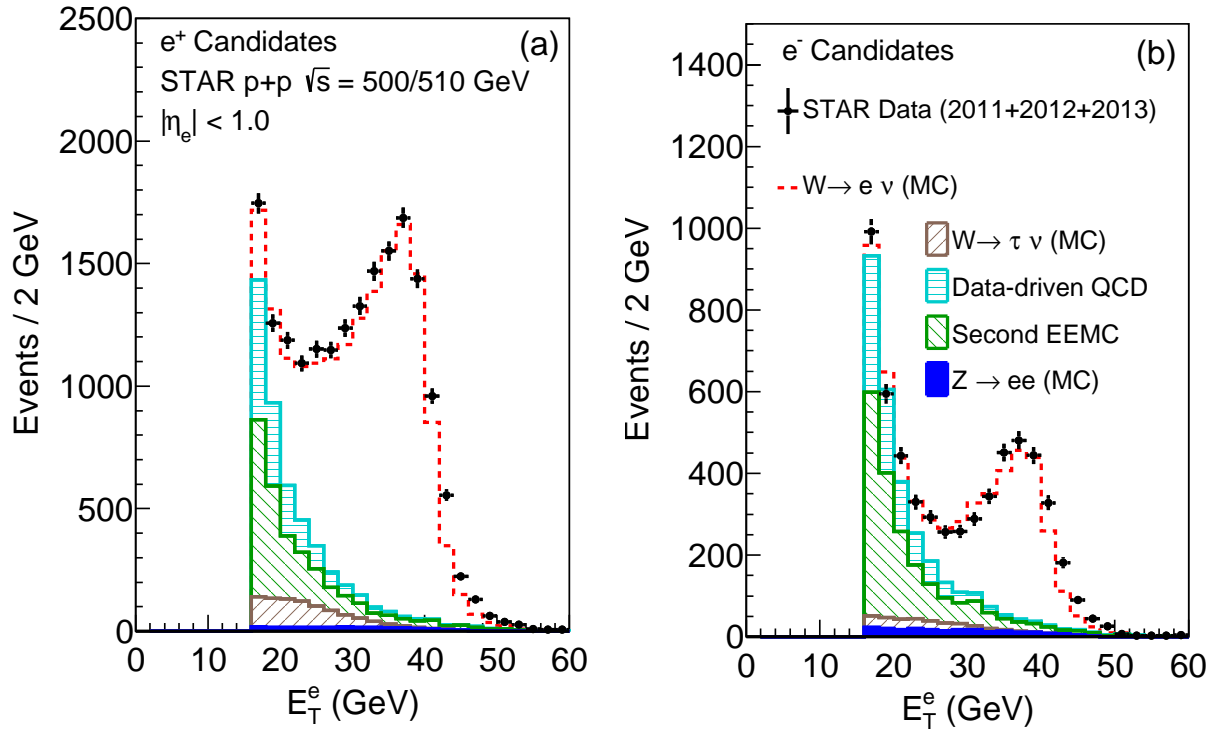 e⁺ Candidates
(a)
STAR p+p √s = 500/510 GeV
|ηₑ| < 1.0
Events / 2 GeV
2500
2000
1500
1000
500
0
0 10 20 30 40 50 60
E_T^e (GeV)
e⁻ Candidates
(b)
STAR Data (2011+2012+2013)
W→ e ν (MC)
W→ τ ν (MC)
Data-driven QCD
Second EEMC
Z → ee (MC)
Events / 2 GeV
1400
1200
1000
800
600
400
200
0
0 10 20 30 40 50 60
E_T^e (GeV)